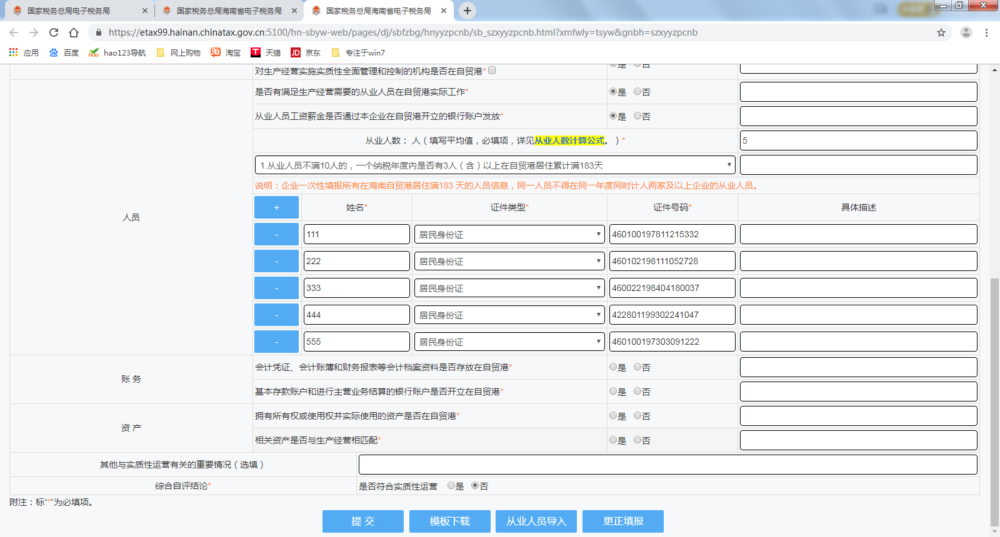 国家税务总局电子税务局
国家税务总局海南省电子税务局
国家税务总局海南省电子税务局
https://etax99.hainan.chinatax.gov.cn:5100/hn-sbyw-web/pages/dj/sbfzbg/hnyyzpcnb/sb_szxyyzpcnb.html?xmfwly=tsyw&gnbh=szxyyzpcnb
应用 百度 hao123导航 网上购物 淘宝 天猫 京东 专注于win7
对生产经营实施实质性全面管理和控制的机构是否在自贸港* 是 否
人员
是否有满足生产经营需要的从业人员在自贸港实际工作* 是 否
从业人员工资薪金是否通过本企业在自贸港开立的银行账户发放* 是 否
从业人数： 人（填写平均值，必填项，详见从业人数计算公式。）* 5
1.从业人员不满10人的，一个纳税年度内是否有3人（含）以上在自贸港居住累计满183天
说明：企业一次性填报所有在海南自贸港居住满183 天的人员信息，同一人员不得在同一年度同时计入两家及以上企业的从业人员。
+ 姓名* 证件类型* 证件号码* 具体描述
- 111 居民身份证 460100197811215332
- 222 居民身份证 460102198111052728
- 333 居民身份证 460022198404180037
- 444 居民身份证 422801199302241047
- 555 居民身份证 460100197303091222
账 务
会计凭证、会计账簿和财务报表等会计档案资料是否存放在自贸港* 是 否
基本存款账户和进行主营业务结算的银行账户是否开立在自贸港* 是 否
资 产
拥有所有权或使用权并实际使用的资产是否在自贸港* 是 否
相关资产是否与生产经营相匹配* 是 否
其他与实质性运营有关的重要情况（选填）
综合自评结论* 是否符合实质性运营 是 否
附注：标“*”为必填项。
提 交 模板下载 从业人员导入 更正填报